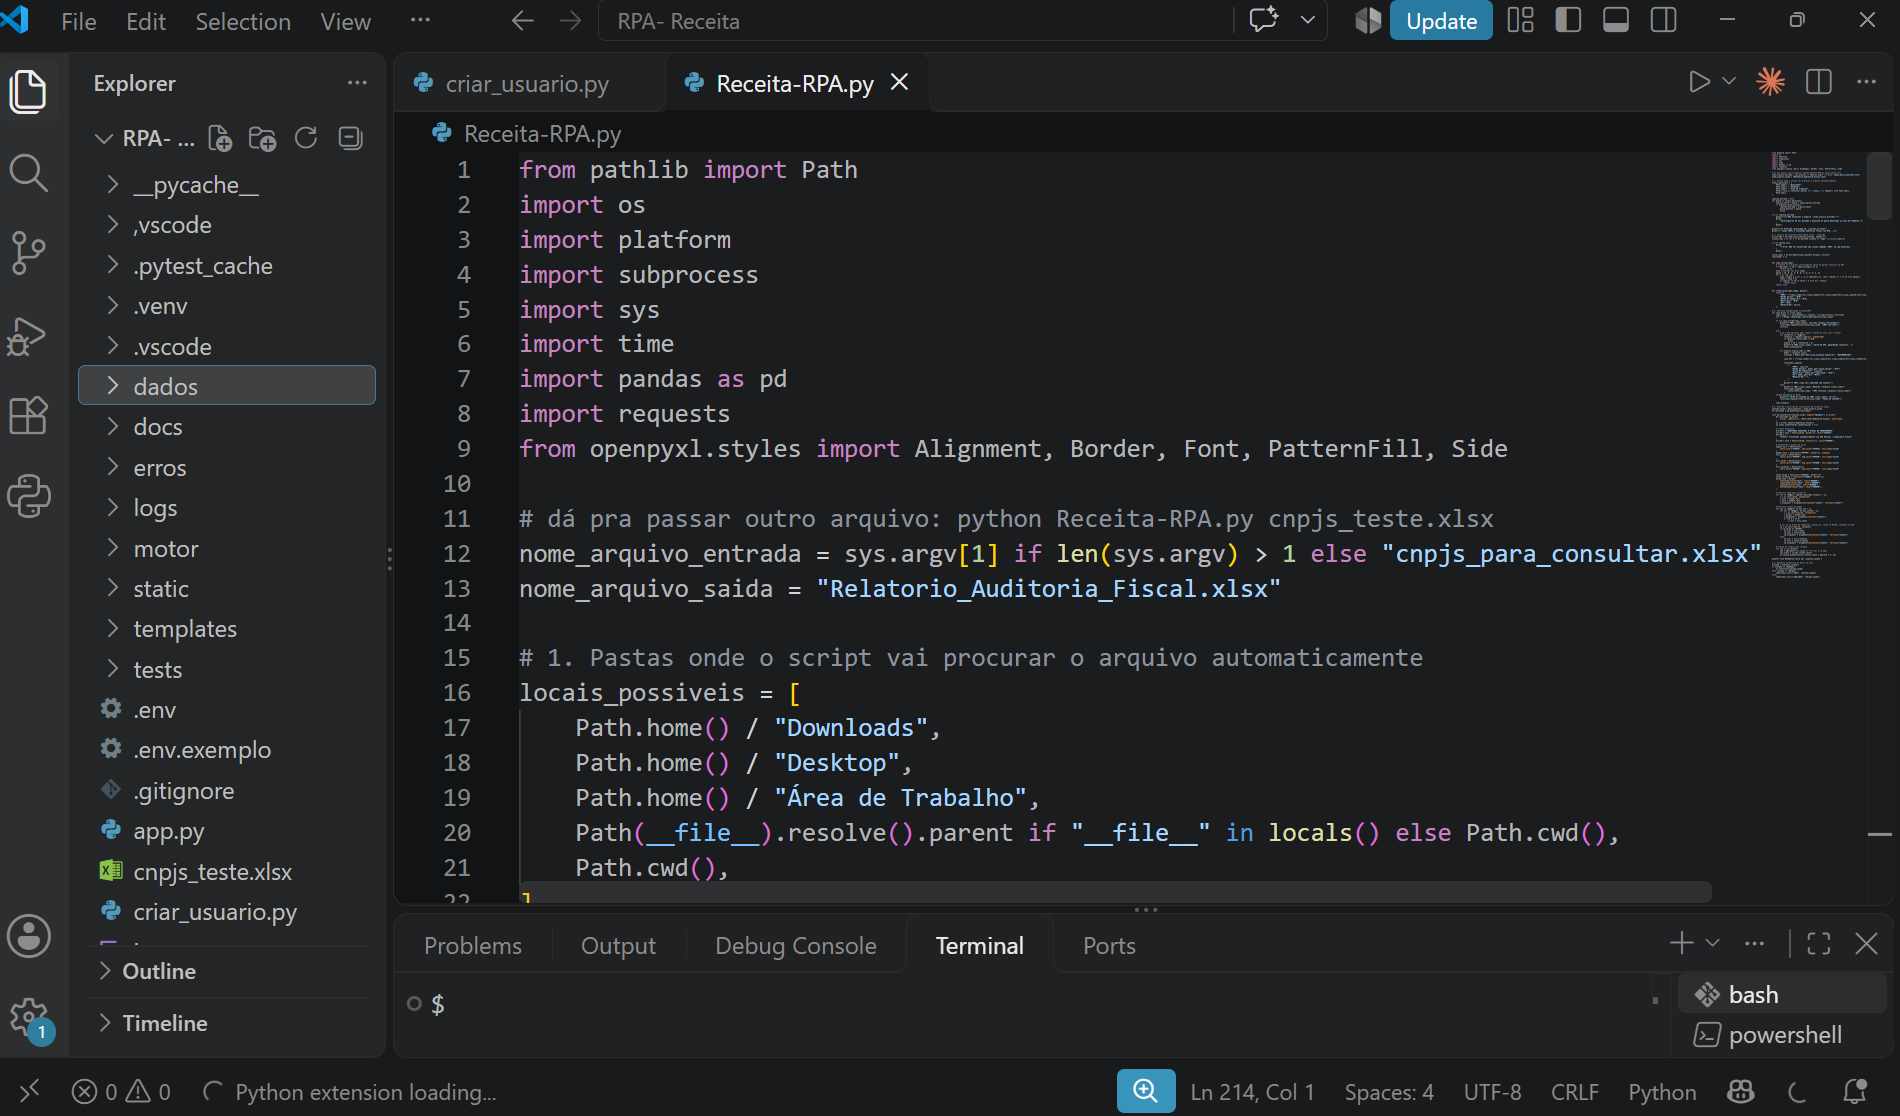 File Edit Selection View ··· RPA- Receita Update
Explorer ···
RPA- ...
__pycache__
,vscode
.pytest_cache
.venv
.vscode
dados
docs
erros
logs
motor
static
templates
tests
.env
.env.exemplo
.gitignore
app.py
cnpjs_teste.xlsx
criar_usuario.py
Outline
Timeline
1
criar_usuario.py Receita-RPA.py
Receita-RPA.py
1 from pathlib import Path
2 import os
3 import platform
4 import subprocess
5 import sys
6 import time
7 import pandas as pd
8 import requests
9 from openpyxl.styles import Alignment, Border, Font, PatternFill, Side
10
11 # dá pra passar outro arquivo: python Receita-RPA.py cnpjs_teste.xlsx
12 nome_arquivo_entrada = sys.argv[1] if len(sys.argv) > 1 else "cnpjs_para_consultar.xlsx"
13 nome_arquivo_saida = "Relatorio_Auditoria_Fiscal.xlsx"
14
15 # 1. Pastas onde o script vai procurar o arquivo automaticamente
16 locais_possiveis = [
17 Path.home() / "Downloads",
18 Path.home() / "Desktop",
19 Path.home() / "Área de Trabalho",
20 Path(__file__).resolve().parent if "__file__" in locals() else Path.cwd(),
21 Path.cwd(),
22 ]
Problems Output Debug Console Terminal Ports
$
bash
powershell
0 0 Python extension loading... Ln 214, Col 1 Spaces: 4 UTF-8 CRLF Python